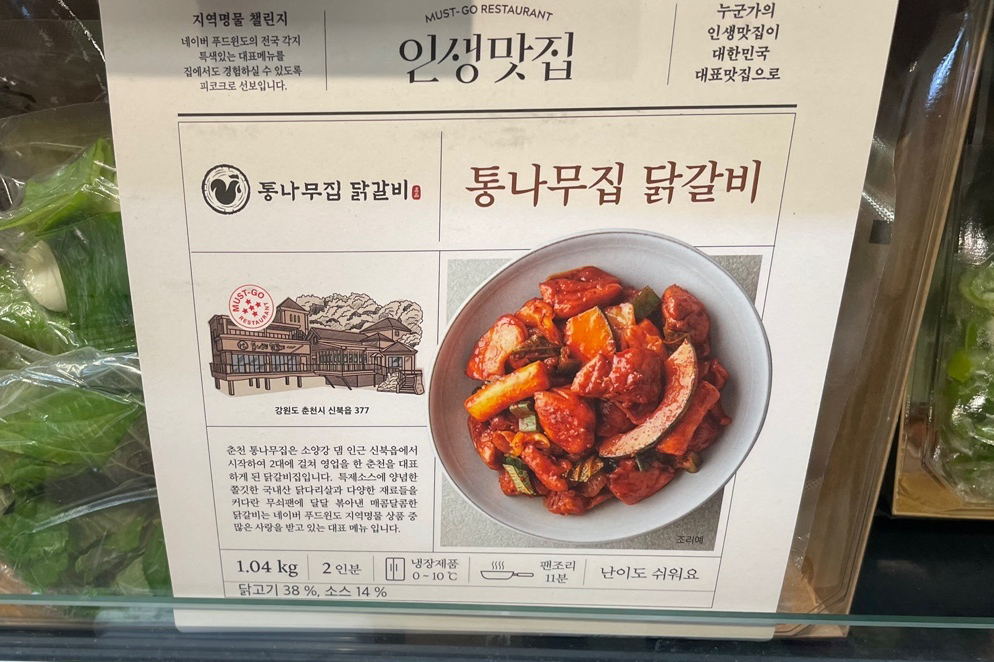 지역명물 챌린지
네이버 푸드윈도의 전국 각지
특색있는 대표메뉴를
집에서도 경험하실 수 있도록
피코크로 선보입니다.
MUST-GO RESTAURANT
인생맛집
누군가의
인생맛집이
대한민국
대표맛집으로
통나무집 닭갈비
통나무집 닭갈비
MUST-GO
RESTAURANT
강원도 춘천시 신북읍 377
춘천 통나무집은 소양강 댐 인근 신북읍에서
시작하여 2대에 걸쳐 영업을 한 춘천을 대표
하게 된 닭갈비집입니다. 특제소스에 양념한
쫄깃한 국내산 닭다리살과 다양한 재료들을
커다란 무쇠팬에 달달 볶아낸 매콤달콤한
닭갈비는 네이버 푸드윈도 지역명물 상품 중
많은 사랑을 받고 있는 대표 메뉴 입니다.
조리예
1.04 kg
2 인분
냉장제품
0~10℃
팬조리
11분
난이도 쉬워요
닭고기 38 %, 소스 14 %